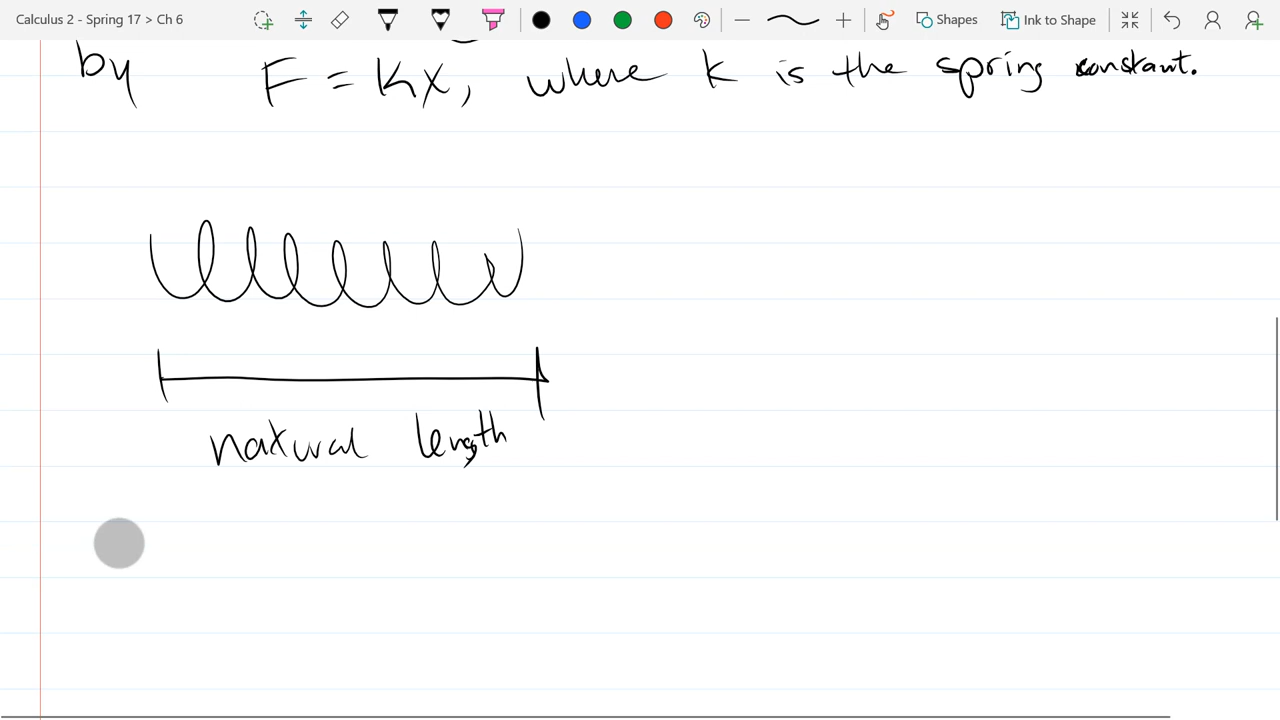 Calculus 2 - Spring 17 > Ch 6
Shapes
Ink to Shape
by F = kx, where k is the spring constant.
natural length